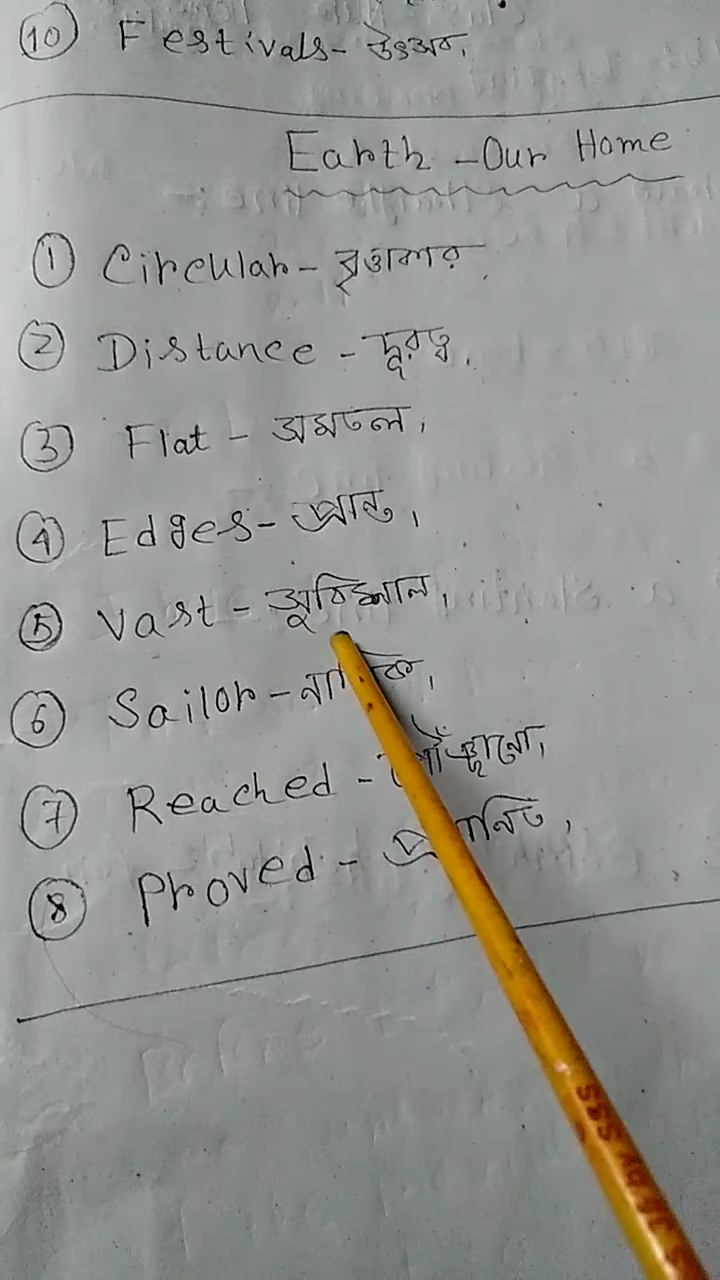 10 Festivals- উৎসব,
Earth - Our Home
1 Circular - বৃত্তাকার,
2 Distance - দূরত্ব,
3 Flat - সমতল,
4 Edges- প্রান্ত,
5 Vast - সুবিশাল,
6 Sailor -
7 Reached -
8 Proved -